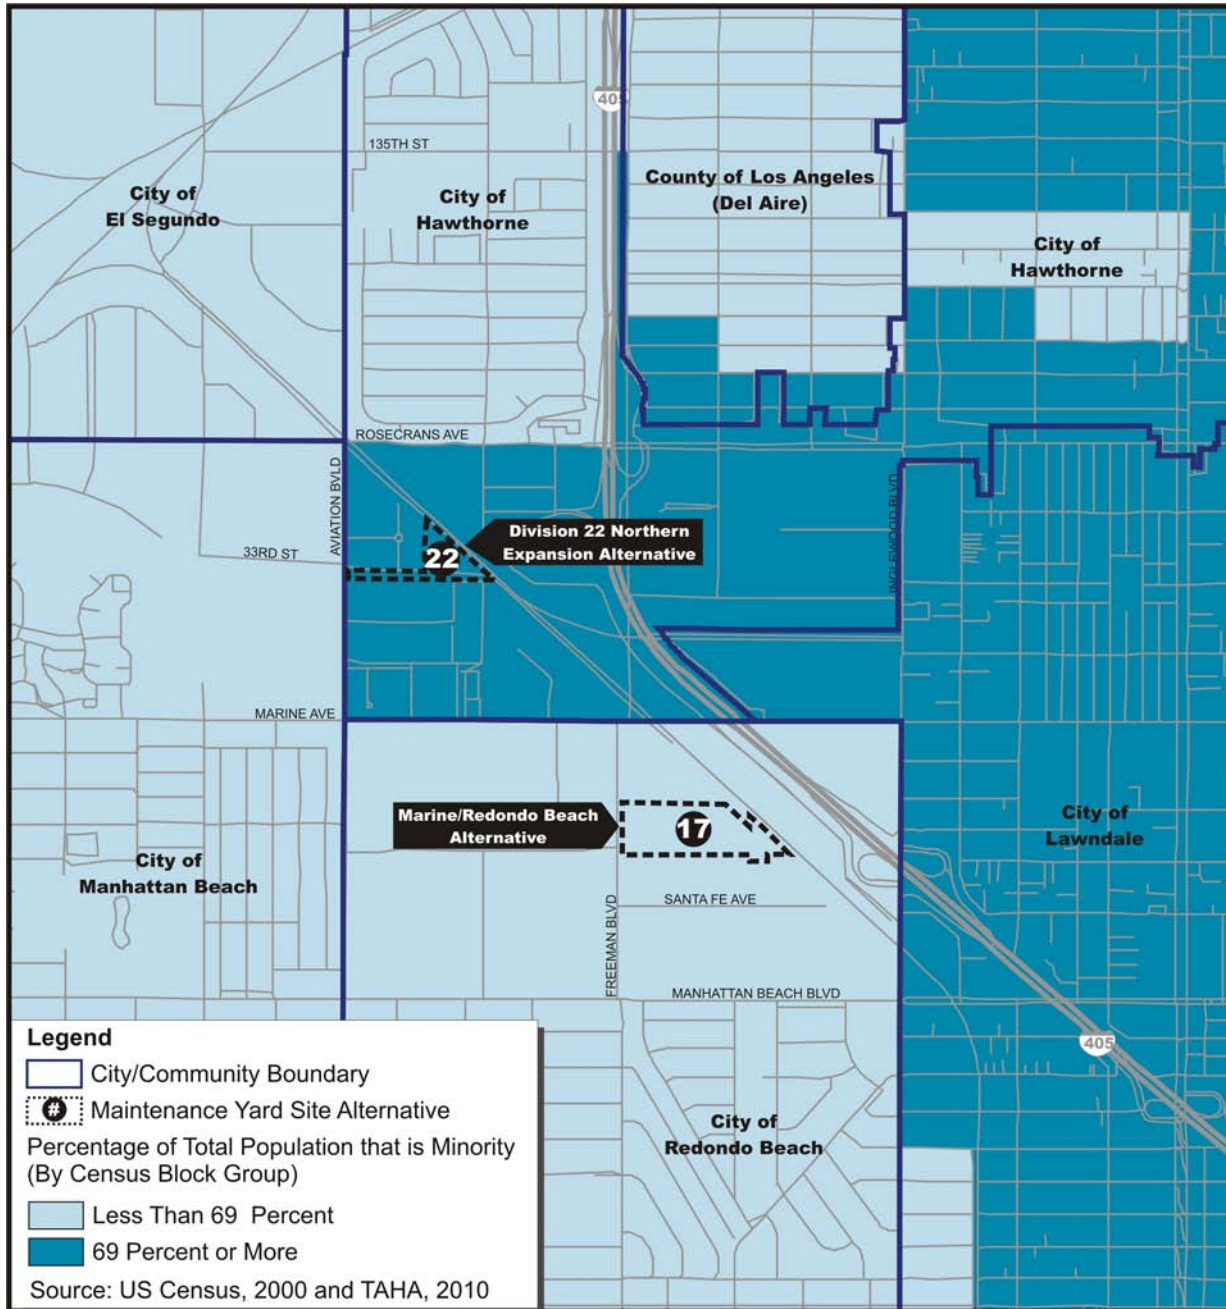 405
135TH ST
City of
El Segundo
City of
Hawthorne
County of Los Angeles
(Del Aire)
City of
Hawthorne
ROSECRANS AVE
AVIATION BVLD
33RD ST
Division 22 Northern
Expansion Alternative
22
INGLEWOOD BLVD
MARINE AVE
Marine/Redondo Beach
Alternative
17
City of
Lawndale
City of
Manhattan Beach
SANTA FE AVE
FREEMAN BLVD
MANHATTAN BEACH BLVD
405
City of
Redondo Beach
Legend
City/Community Boundary
# Maintenance Yard Site Alternative
Percentage of Total Population that is Minority
(By Census Block Group)
Less Than 69 Percent
69 Percent or More
Source: US Census, 2000 and TAHA, 2010